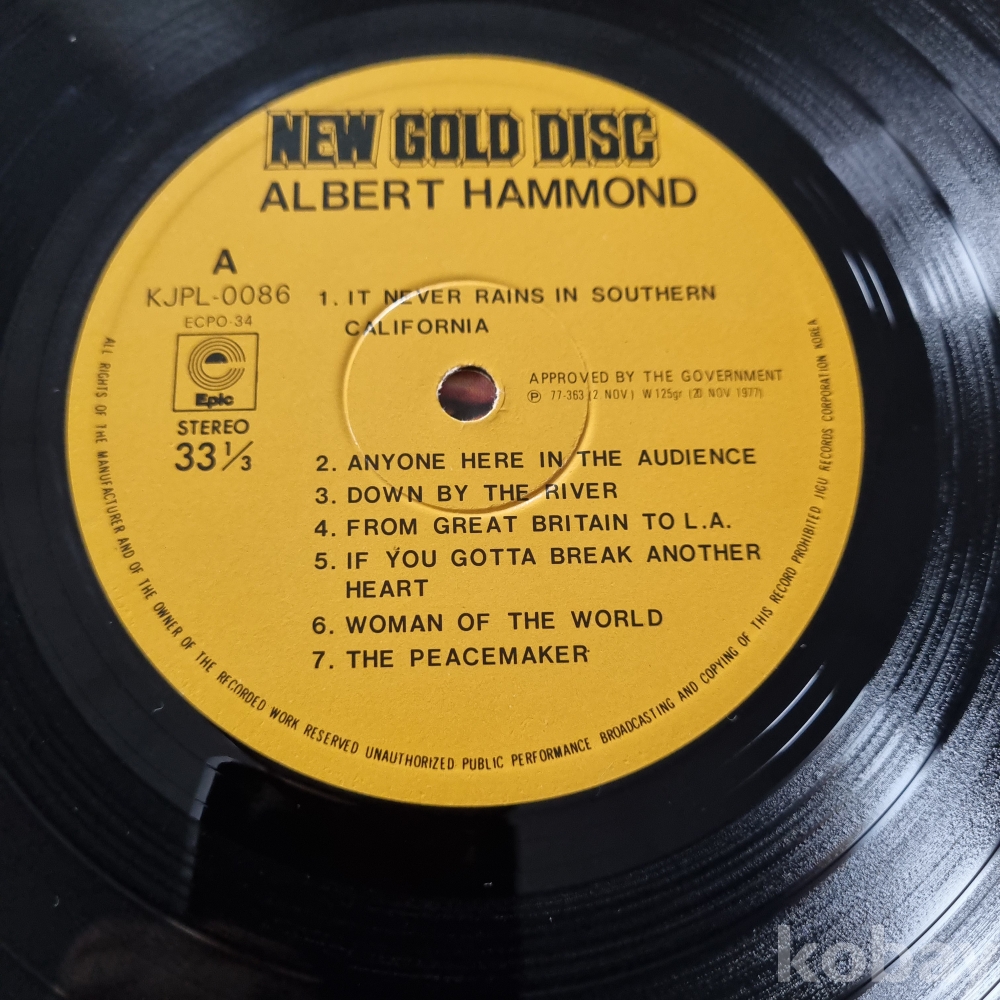 NEW GOLD DISC
ALBERT HAMMOND
A
KJPL-0086
ECPO-34
Epic
STEREO
33 1/3
1. IT NEVER RAINS IN SOUTHERN
CALIFORNIA
APPROVED BY THE GOVERNMENT
Ⓟ 77-363 (2 NOV) W125gr (20 NOV 1977)
2. ANYONE HERE IN THE AUDIENCE
3. DOWN BY THE RIVER
4. FROM GREAT BRITAIN TO L.A.
5. IF YOU GOTTA BREAK ANOTHER
HEART
6. WOMAN OF THE WORLD
7. THE PEACEMAKER
ALL RIGHTS OF THE MANUFACTURER AND OF THE OWNER OF THE RECORDED WORK RESERVED UNAUTHORIZED PUBLIC PERFORMANCE BROADCASTING AND COPYING OF THIS RECORD PROHIBITED JIGU RECORDS CORPORATION KOREA
kobay